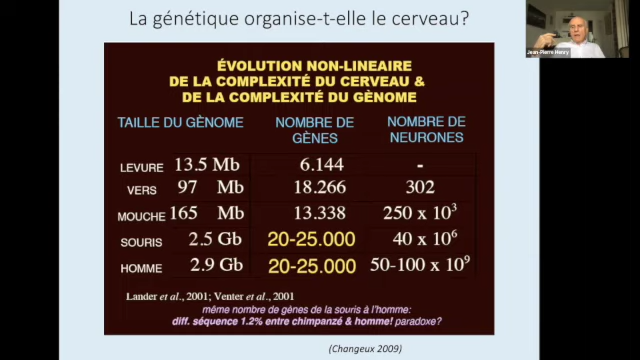 La génétique organise-t-elle le cerveau?
Jean-Pierre Henry
ÉVOLUTION NON-LINEAIRE
DE LA COMPLEXITÉ DU CERVEAU &
DE LA COMPLEXITÉ DU GÈNOME
TAILLE DU GÈNOME NOMBRE DE GÈNES NOMBRE DE NEURONES
LEVURE 13.5 Mb 6.144 -
VERS 97 Mb 18.266 302
MOUCHE 165 Mb 13.338 250 x 10³
SOURIS 2.5 Gb 20-25.000 40 x 10⁶
HOMME 2.9 Gb 20-25.000 50-100 x 10⁹
Lander et al., 2001; Venter et al., 2001
même nombre de gènes de la souris à l'homme:
diff. séquence 1.2% entre chimpanzé & homme! paradoxe?
(Changeux 2009)